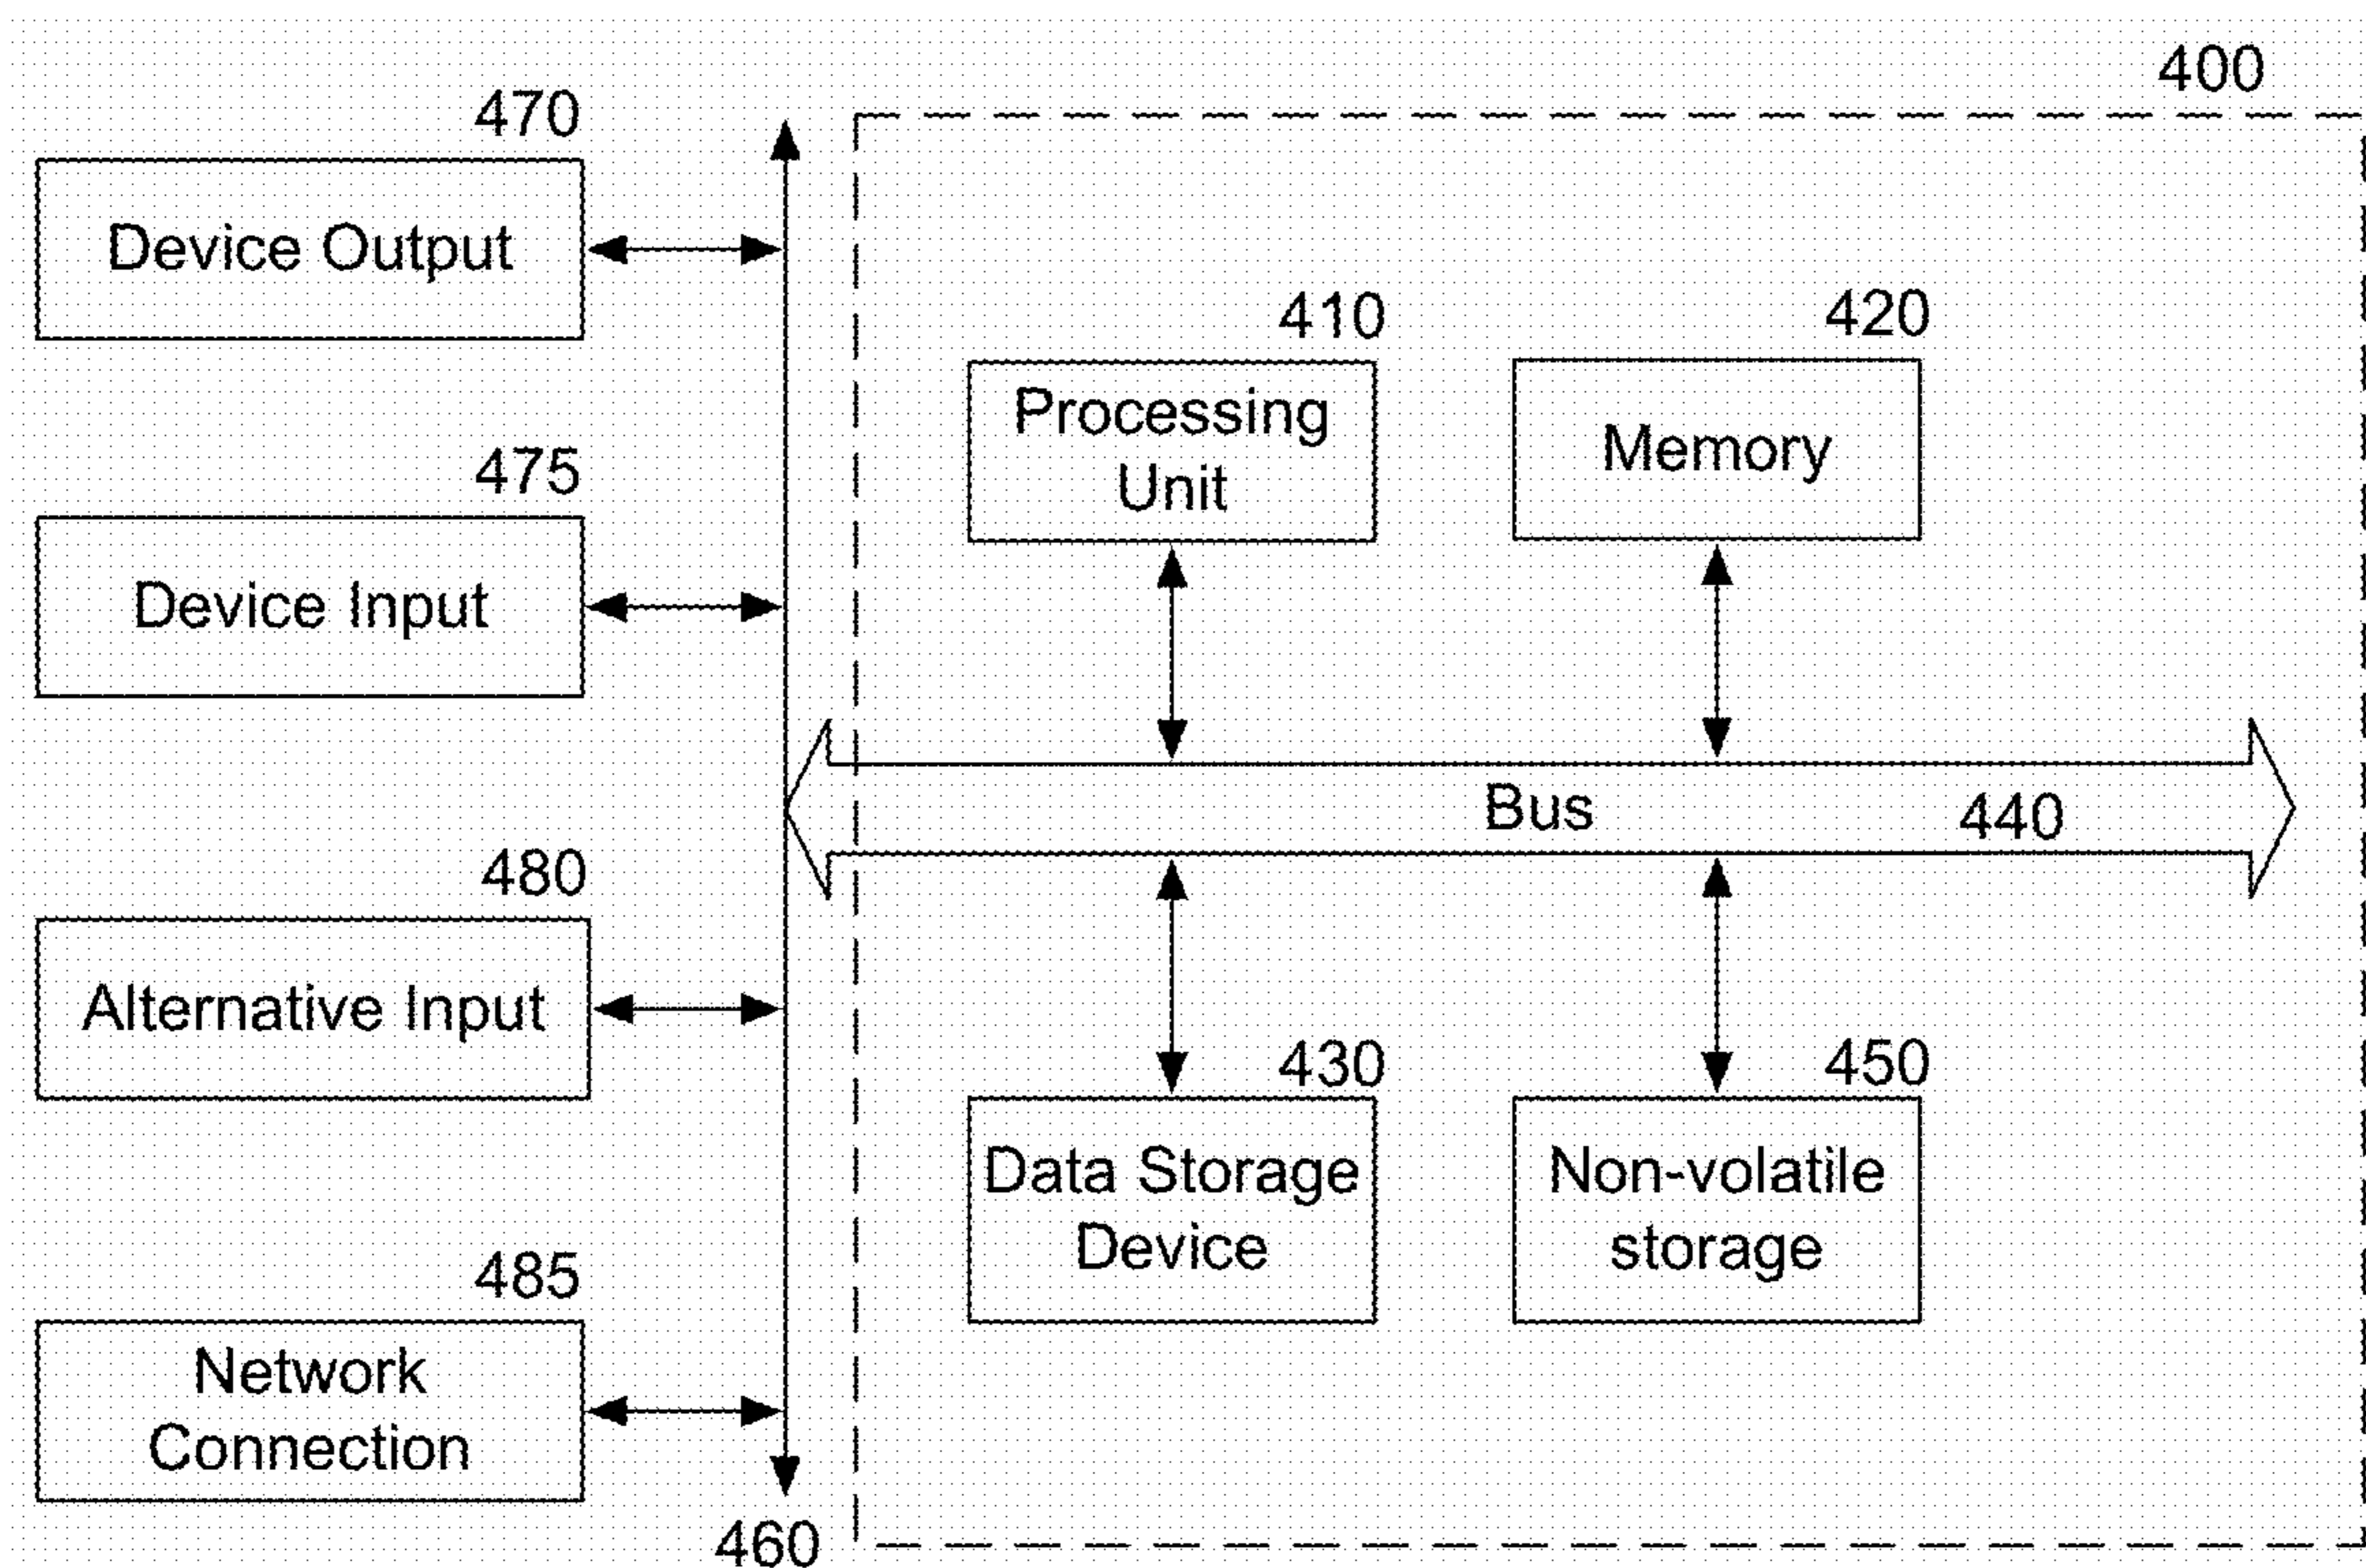 400
470
Device Output
410
Processing
Unit
420
Memory
475
Device Input
Bus
440
480
Alternative Input
430
Data Storage
Device
450
Non-volatile
storage
485
Network
Connection
460